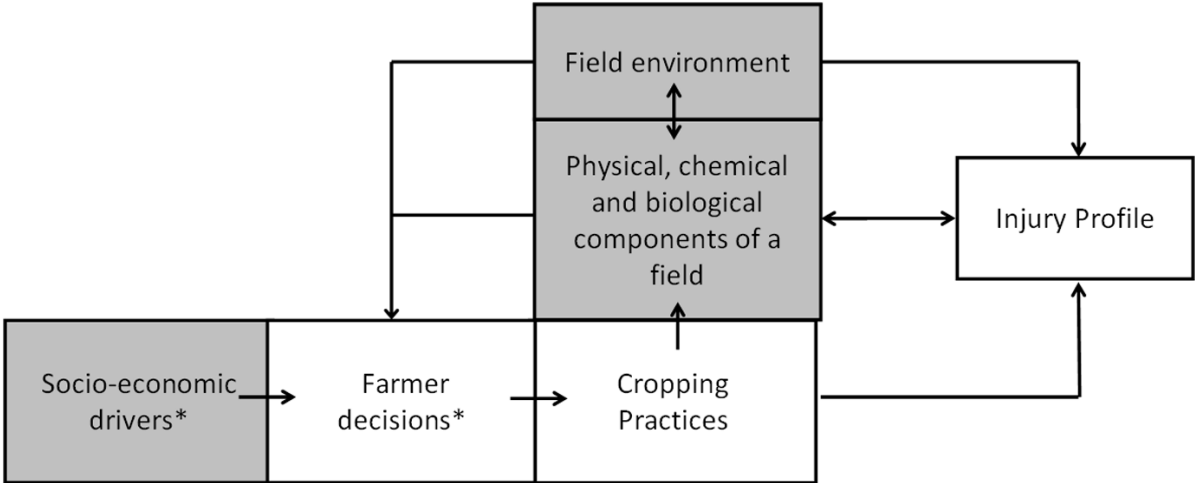 Field environment
Physical, chemical
and biological
components of a
field
Injury Profile
Socio-economic
drivers*
Farmer
decisions*
Cropping
Practices